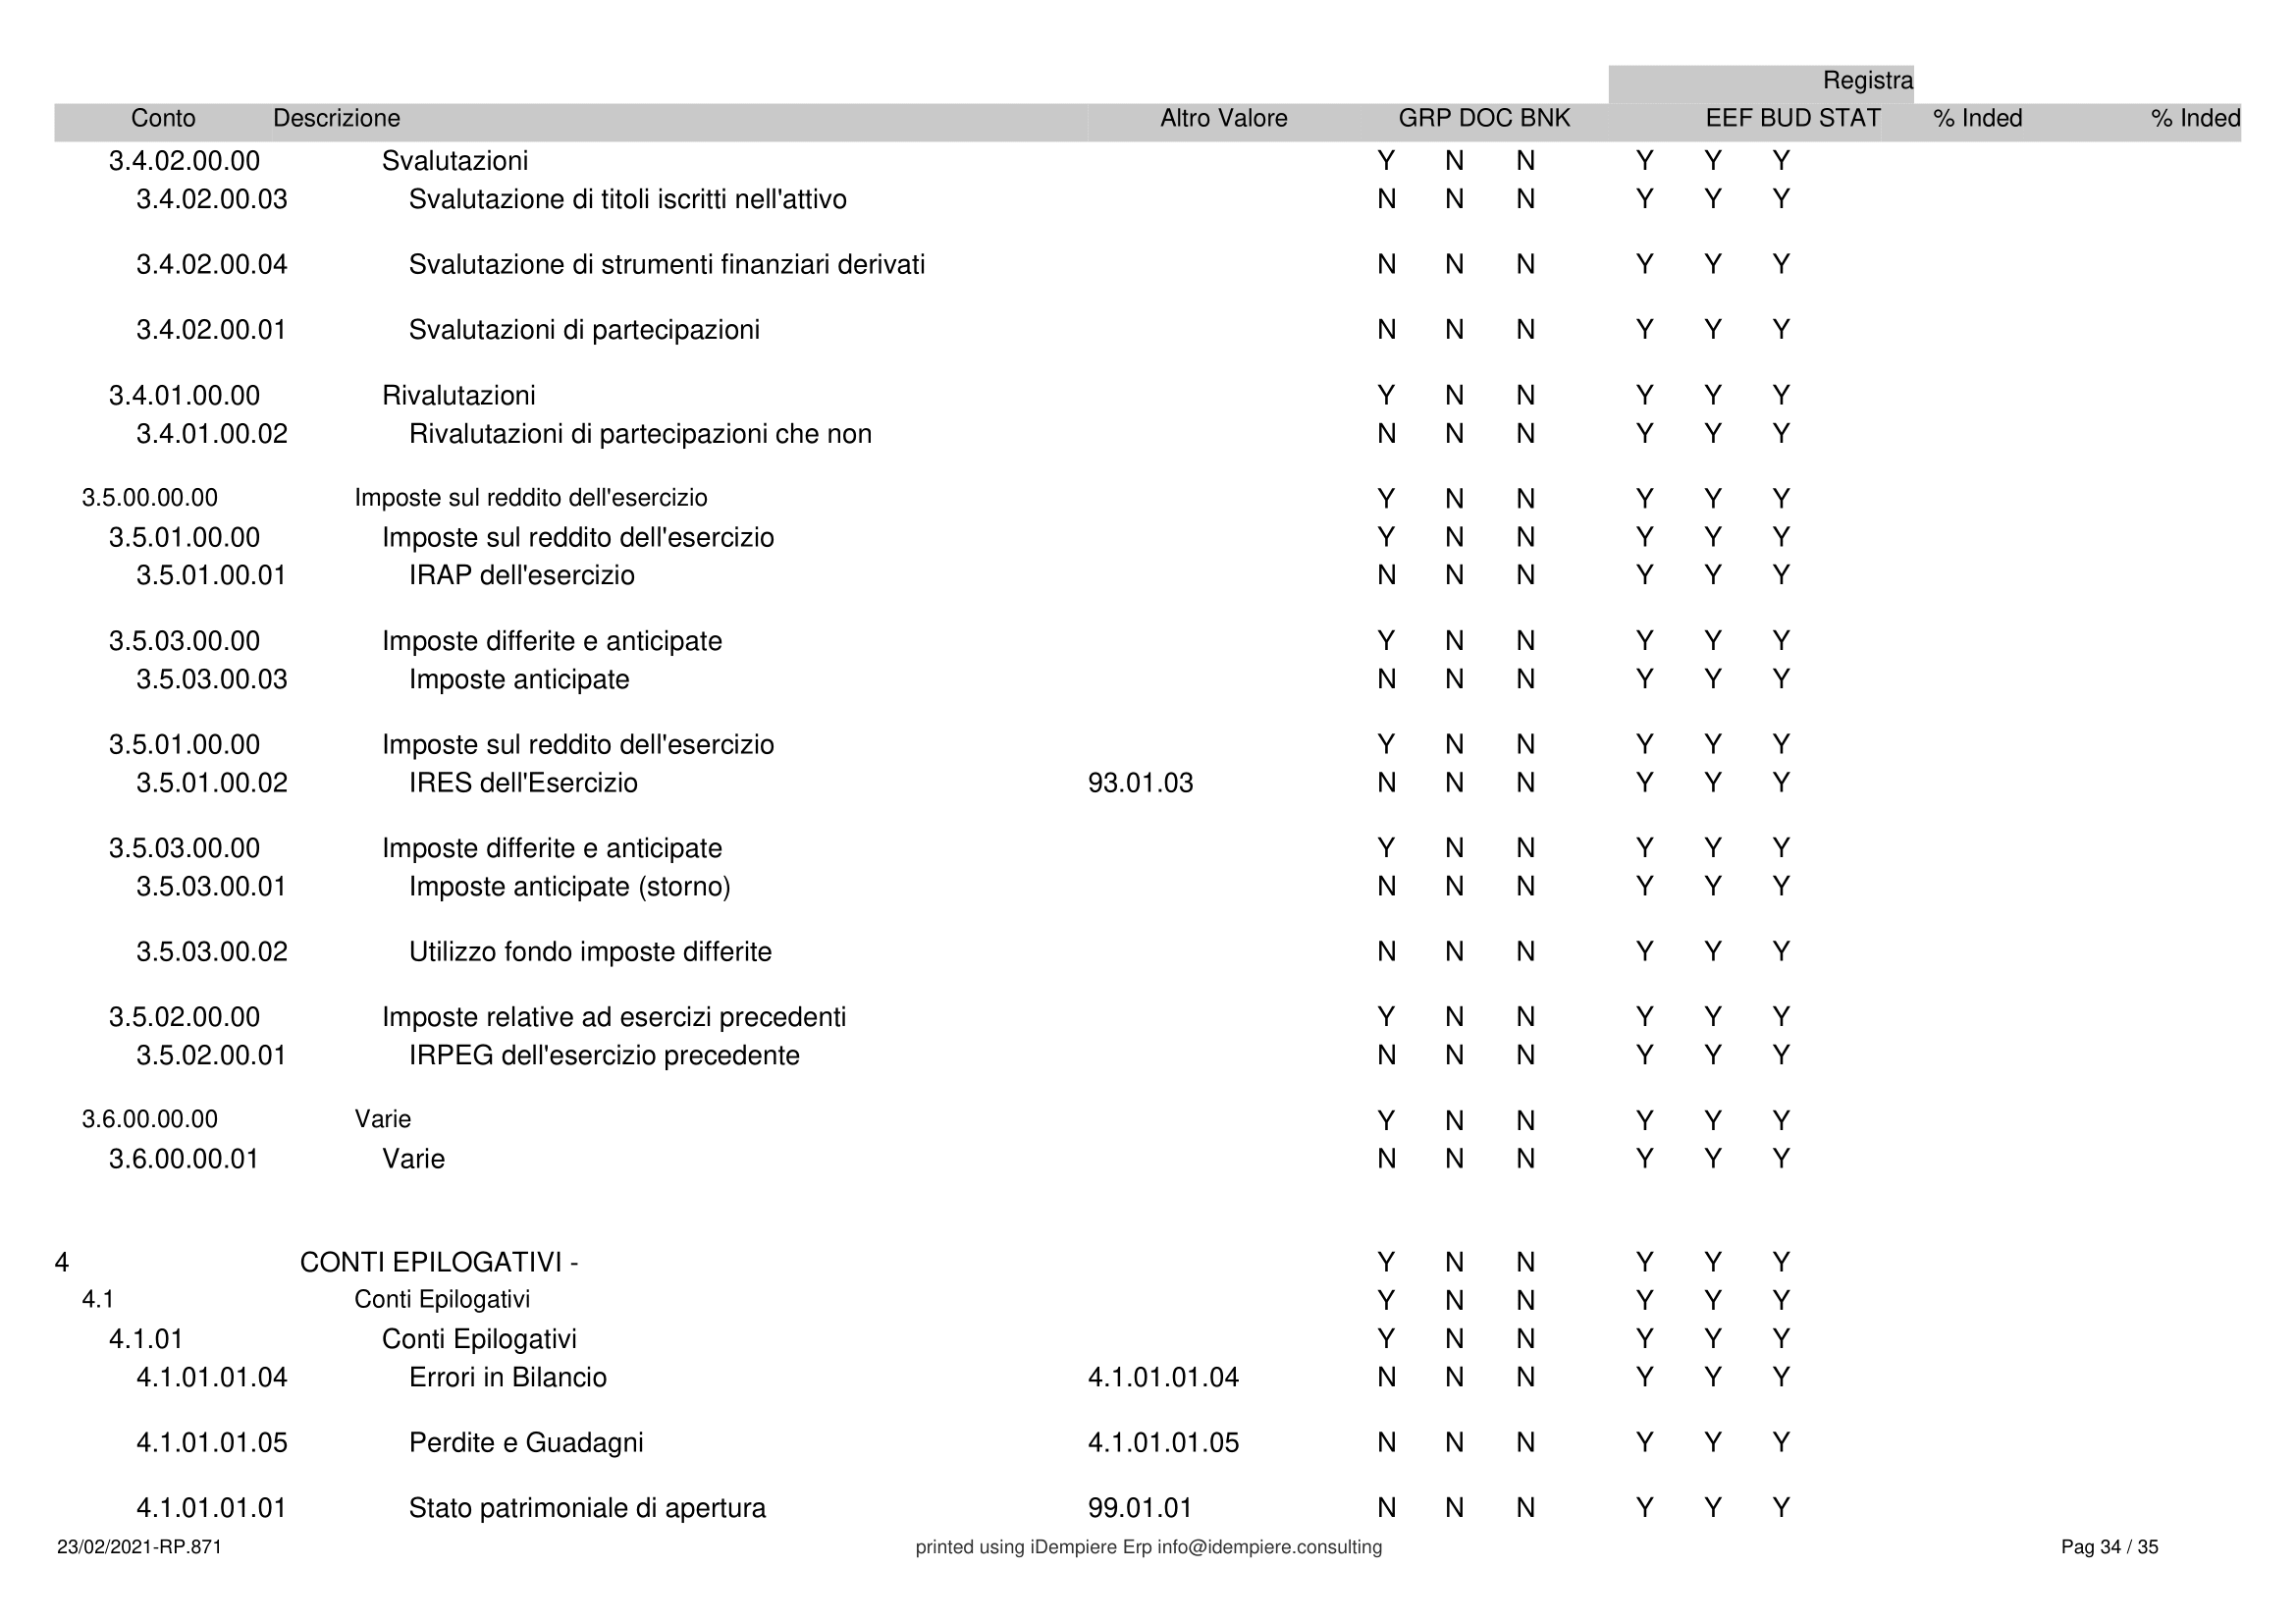 Registra
Conto Descrizione Altro Valore GRP DOC BNK EEF BUD STAT % Inded % Inded
3.4.02.00.00 Svalutazioni Y N N Y Y Y
3.4.02.00.03 Svalutazione di titoli iscritti nell'attivo N N N Y Y Y
3.4.02.00.04 Svalutazione di strumenti finanziari derivati N N N Y Y Y
3.4.02.00.01 Svalutazioni di partecipazioni N N N Y Y Y
3.4.01.00.00 Rivalutazioni Y N N Y Y Y
3.4.01.00.02 Rivalutazioni di partecipazioni che non N N N Y Y Y
3.5.00.00.00 Imposte sul reddito dell'esercizio Y N N Y Y Y
3.5.01.00.00 Imposte sul reddito dell'esercizio Y N N Y Y Y
3.5.01.00.01 IRAP dell'esercizio N N N Y Y Y
3.5.03.00.00 Imposte differite e anticipate Y N N Y Y Y
3.5.03.00.03 Imposte anticipate N N N Y Y Y
3.5.01.00.00 Imposte sul reddito dell'esercizio Y N N Y Y Y
3.5.01.00.02 IRES dell'Esercizio 93.01.03 N N N Y Y Y
3.5.03.00.00 Imposte differite e anticipate Y N N Y Y Y
3.5.03.00.01 Imposte anticipate (storno) N N N Y Y Y
3.5.03.00.02 Utilizzo fondo imposte differite N N N Y Y Y
3.5.02.00.00 Imposte relative ad esercizi precedenti Y N N Y Y Y
3.5.02.00.01 IRPEG dell'esercizio precedente N N N Y Y Y
3.6.00.00.00 Varie Y N N Y Y Y
3.6.00.00.01 Varie N N N Y Y Y
4 CONTI EPILOGATIVI - Y N N Y Y Y
4.1 Conti Epilogativi Y N N Y Y Y
4.1.01 Conti Epilogativi Y N N Y Y Y
4.1.01.01.04 Errori in Bilancio 4.1.01.01.04 N N N Y Y Y
4.1.01.01.05 Perdite e Guadagni 4.1.01.01.05 N N N Y Y Y
4.1.01.01.01 Stato patrimoniale di apertura 99.01.01 N N N Y Y Y
23/02/2021-RP.871 printed using iDempiere Erp info@idempiere.consulting Pag 34 / 35